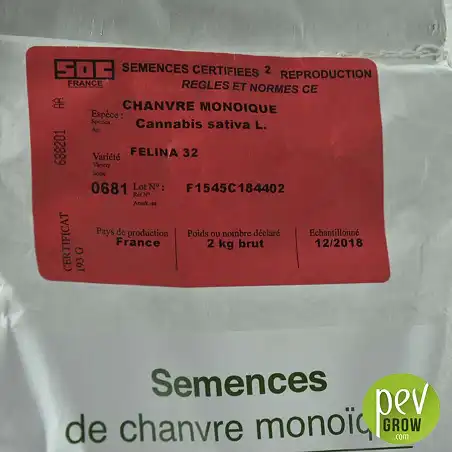 SOC
FRANCE
SEMENCES CERTIFIEES 2 REPRODUCTION
REGLES ET NORMES CE
Espèce :
CHANVRE MONOIQUE
Cannabis sativa L.
Variété
FELINA 32
0681 Lot N° : F1545C184402
Pays de production
France
Poids ou nombre déclaré
2 kg brut
Echantillonné
12/2018
688201
CERTIFICAT
193 G
Semences
de chanvre monoïq
pev
GROW
.com